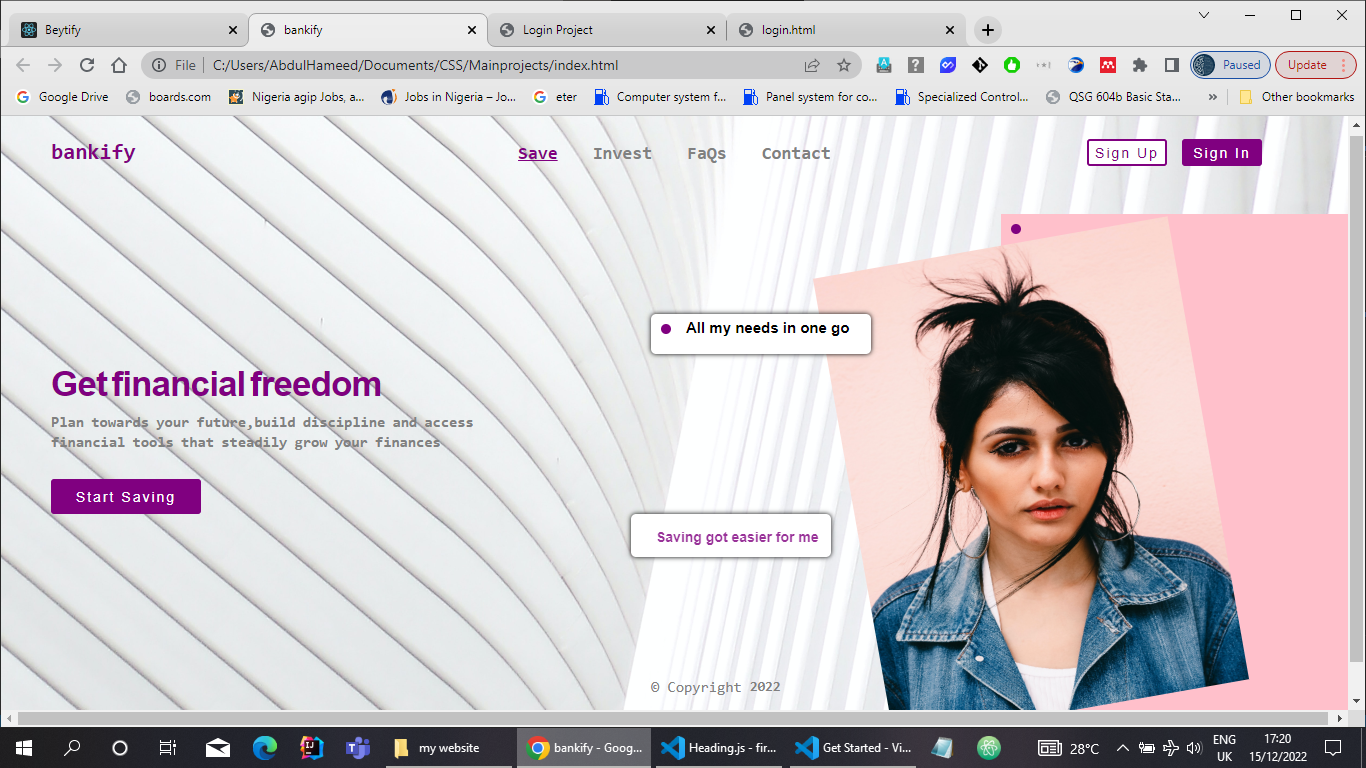 Beytify
bankify
Login Project
login.html
File
C:/Users/AbdulHameed/Documents/CSS/Mainprojects/index.html
Paused
Update
Google Drive
boards.com
Nigeria agip Jobs, a...
Jobs in Nigeria – Jo...
eter
Computer system f...
Panel system for co...
Specialized Control...
QSG 604b Basic Sta...
»
Other bookmarks
bankify
Save
Invest
FaQs
Contact
Sign Up
Sign In
All my needs in one go
Get financial freedom
Plan towards your future,build discipline and access
financial tools that steadily grow your finances
Start Saving
Saving got easier for me
© Copyright 2022
my website
bankify - Goog...
Heading.js - fir...
Get Started - Vi...
28°C
ENG
UK
17:20
15/12/2022